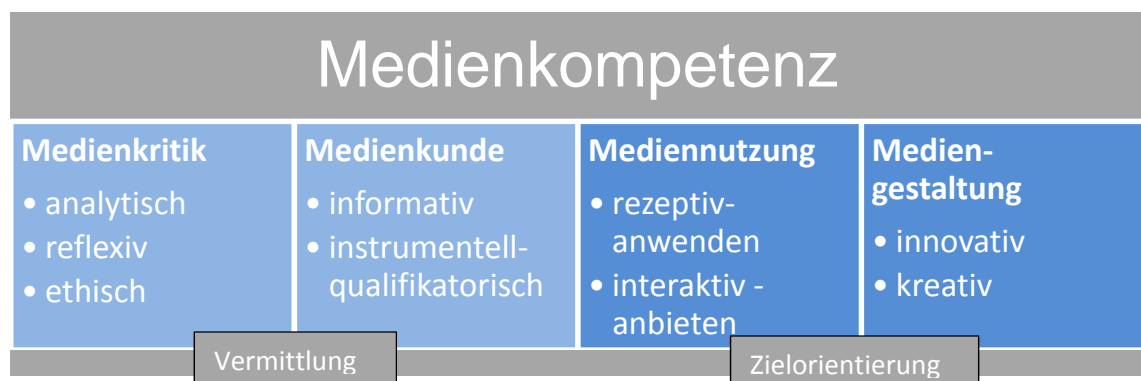 Medienkompetenz
Medienkritik
• analytisch
• reflexiv
• ethisch
Medienkunde
• informativ
• instrumentell-
qualifikatorisch
Mediennutzung
• rezeptiv-
anwenden
• interaktiv -
anbieten
Medien-
gestaltung
• innovativ
• kreativ
Vermittlung
Zielorientierung